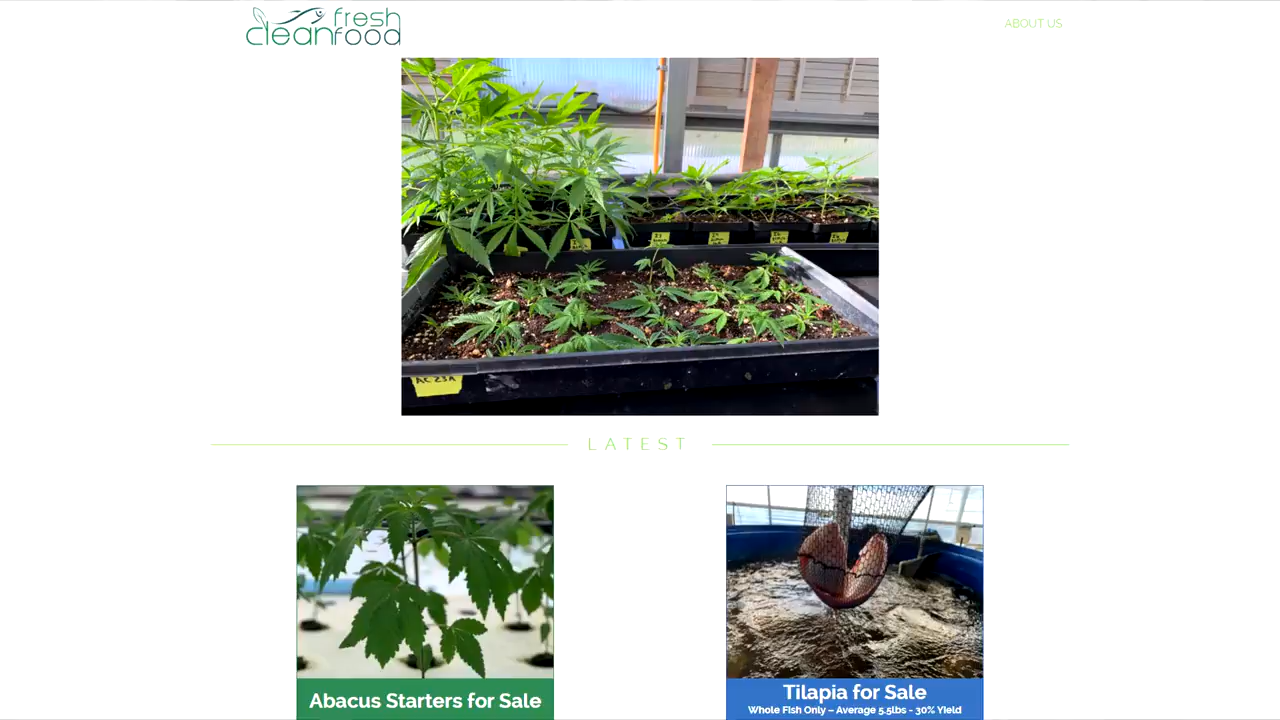 fresh
cleanfood
ABOUT US
AC23A
LATEST
Abacus Starters for Sale
Tilapia for Sale
Whole Fish Only – Average 5.5lbs - 30% Yield